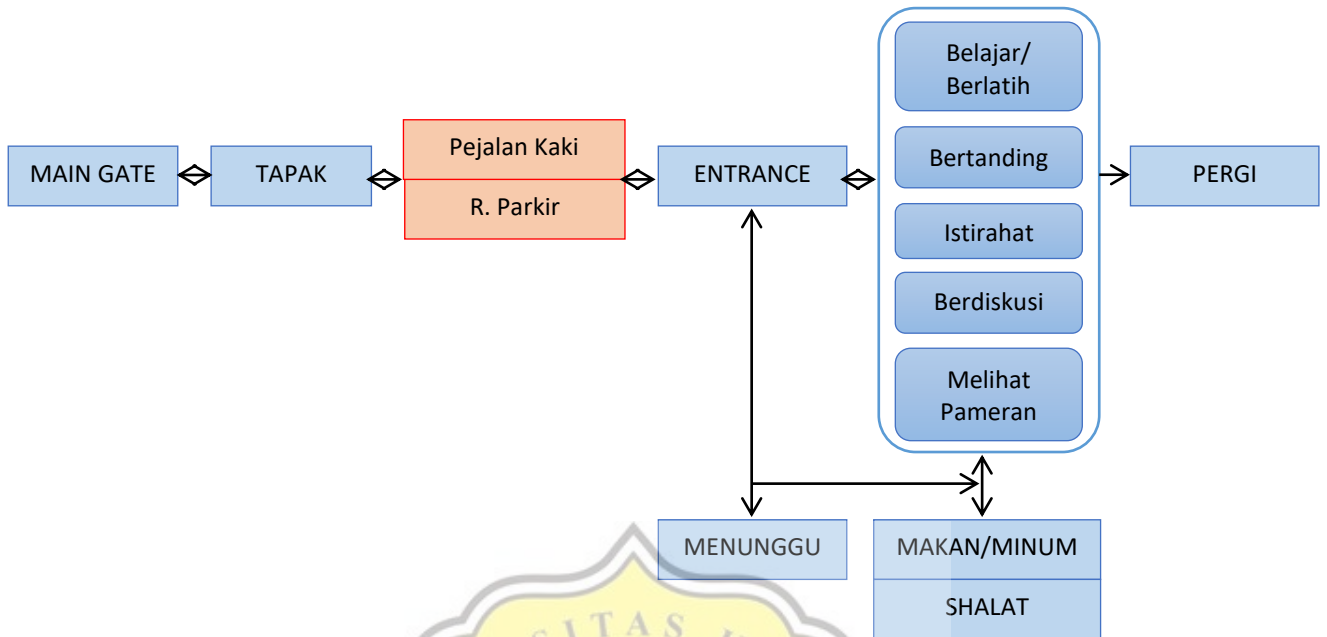 Belajar/
Berlatih
MAIN GATE
TAPAK
Pejalan Kaki
R. Parkir
ENTRANCE
Bertanding
PERGI
Istirahat
Berdiskusi
Melihat
Pameran
MENUNGGU
MAKAN/MINUM
SHALAT